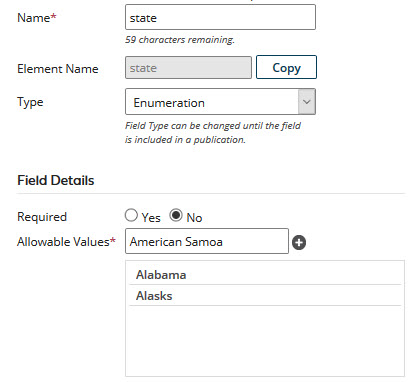 Name* state
59 characters remaining.
Element Name state Copy
Type Enumeration
Field Type can be changed until the field
is included in a publication.
Field Details
Required Yes No
Allowable Values* American Samoa
Alabama
Alasks